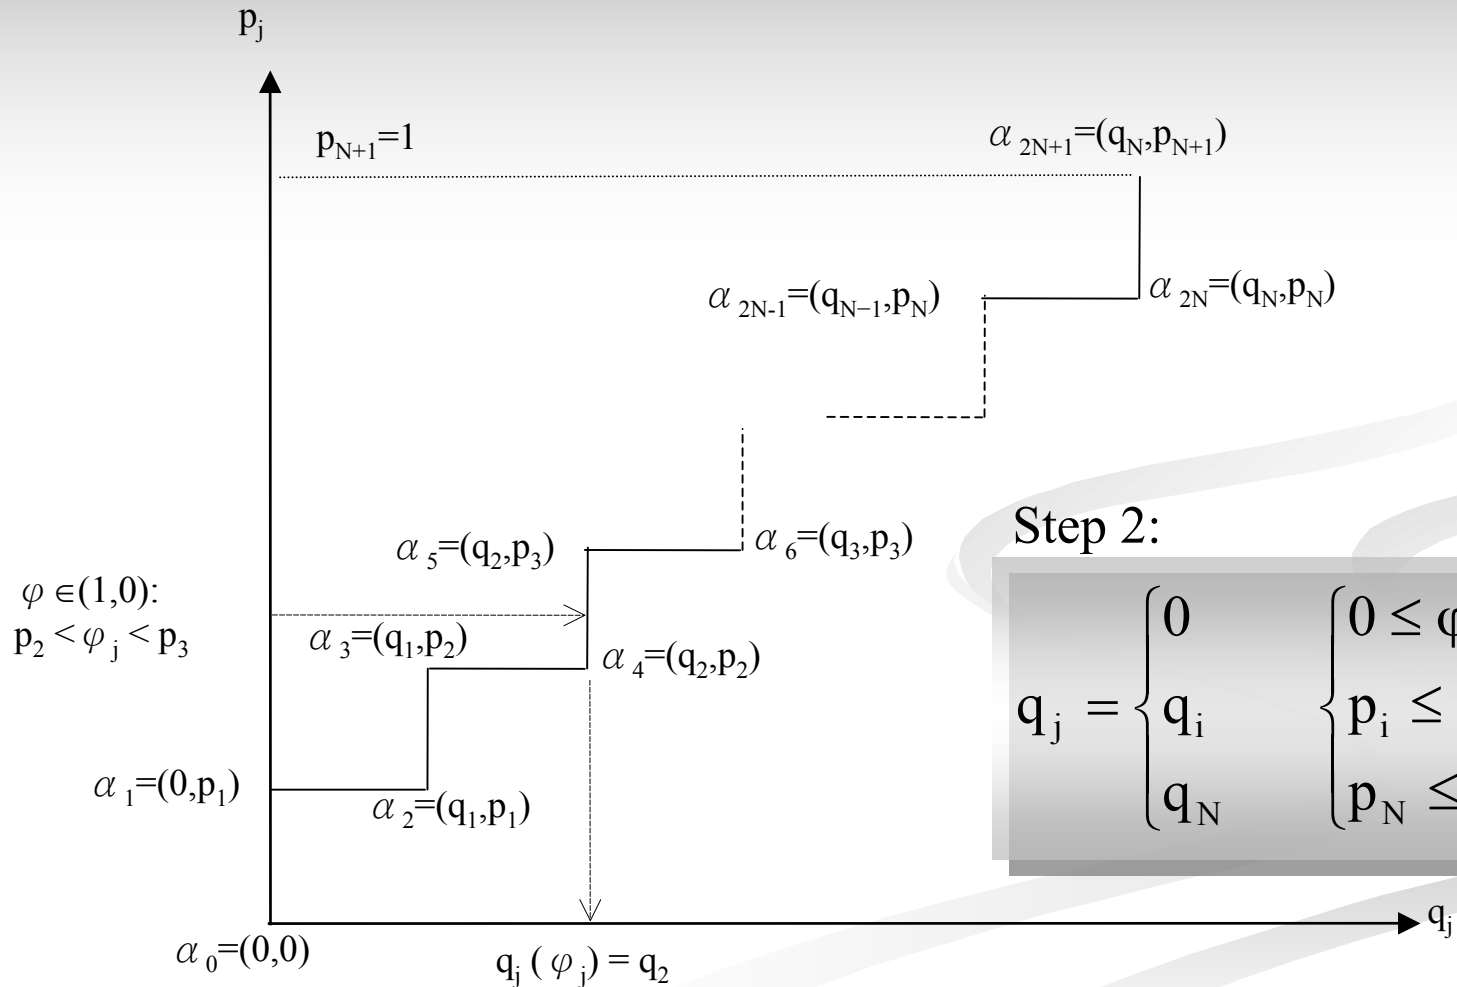 p_j
p_{N+1}=1
α_{2N+1}=(q_N,p_{N+1})
α_{2N-1}=(q_{N−1},p_N)
α_{2N}=(q_N,p_N)
Step 2:
α_5=(q_2,p_3)
α_6=(q_3,p_3)
φ∈(1,0):
p_2<φ_j<p_3
α_3=(q_1,p_2)
α_4=(q_2,p_2)
0 0 ≤ φ
q_j = { q_i { p_i ≤
q_N p_N ≤
α_1=(0,p_1)
α_2=(q_1,p_1)
q_j
α_0=(0,0)
q_j(φ_j) = q_2